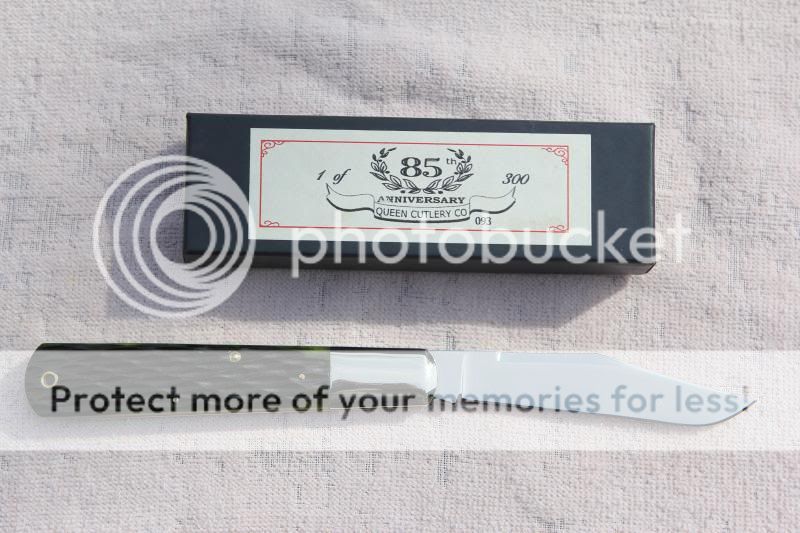 85th
1 of 300
ANNIVERSARY
QUEEN CUTLERY CO
093
photobucket
Protect more of your memories for less!